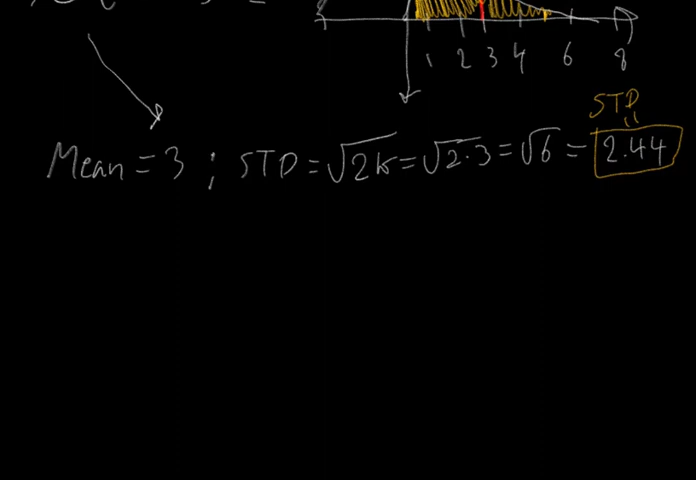 1 2 3 4 6 8
STD
"
Mean = 3 ; STD = √2k = √2·3 = √6 = 2.44